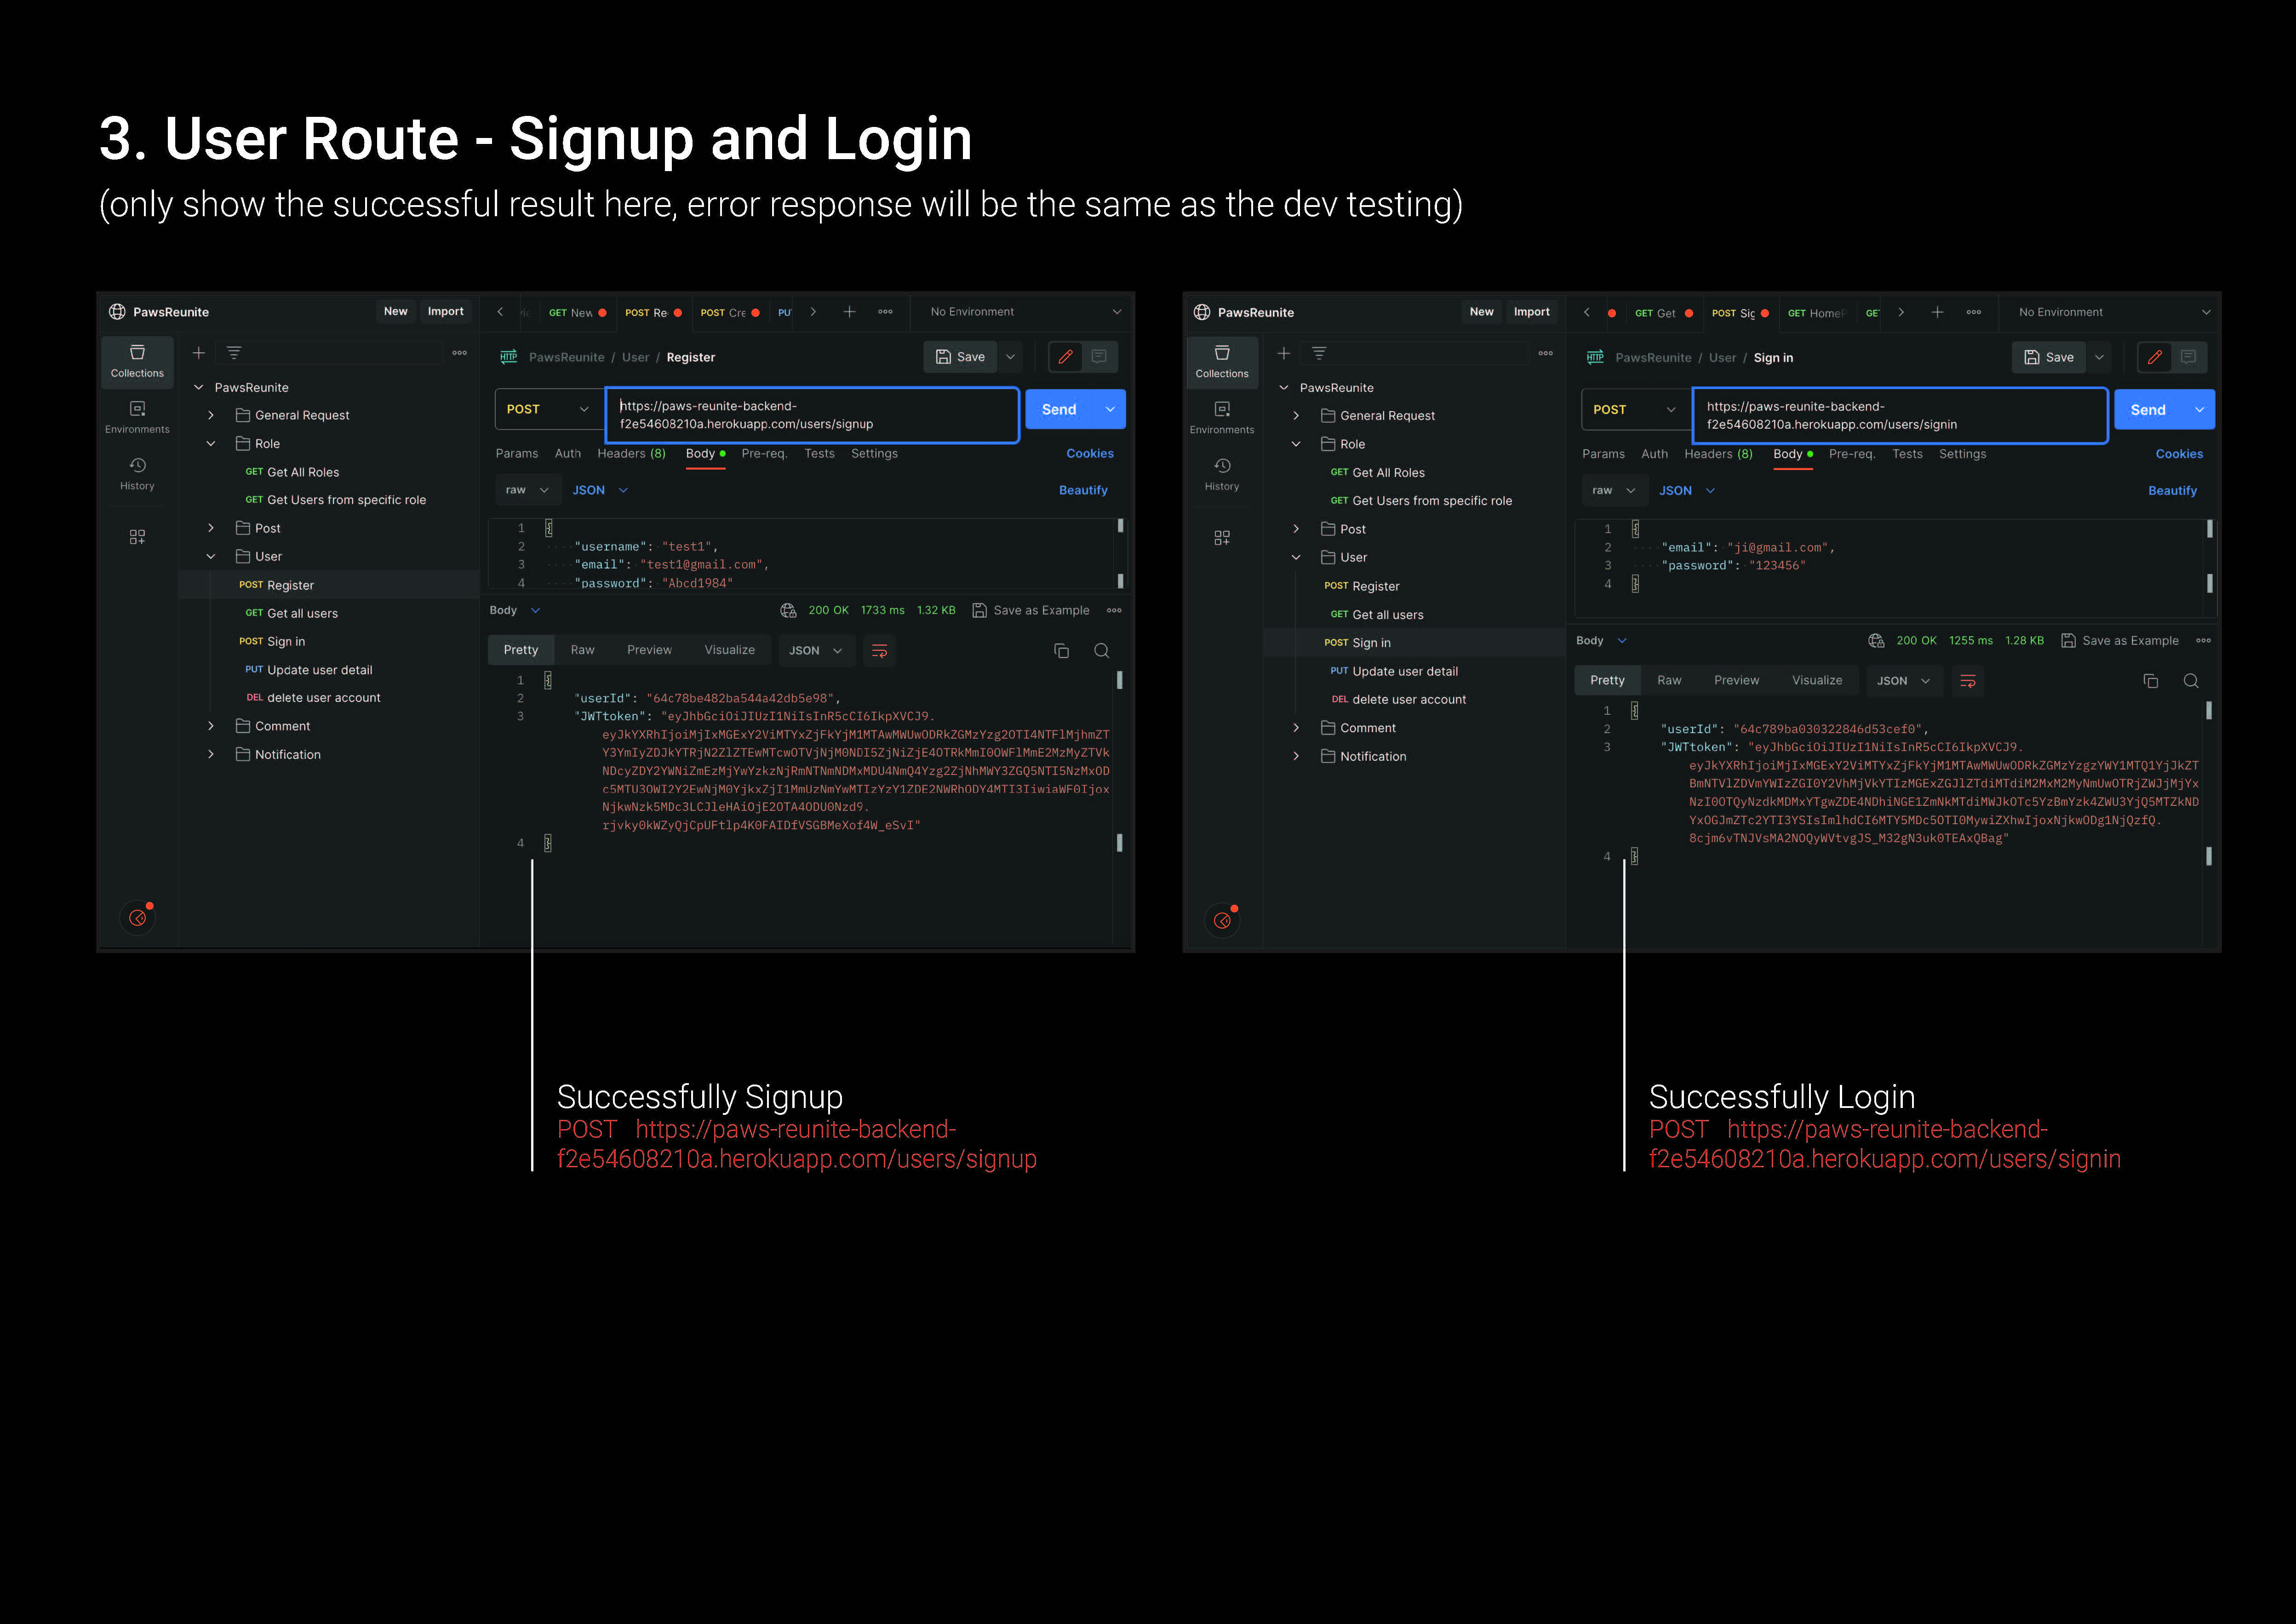 3. User Route - Signup and Login
(only show the successful result here, error response will be the same as the dev testing)
PawsReunite
New Import
GET New
POST Re
POST Cre
PU
No Environment
Collections
Environments
History
PawsReunite
General Request
Role
GET Get All Roles
GET Get Users from specific role
Post
User
POST Register
GET Get all users
POST Sign in
PUT Update user detail
DEL delete user account
Comment
Notification
HTTP PawsReunite / User / Register
Save
POST
https://paws-reunite-backend-
f2e54608210a.herokuapp.com/users/signup
Send
Params Auth Headers (8) Body Pre-req. Tests Settings Cookies
raw JSON Beautify
1 {
2 "username": "test1",
3 "email": "test1@gmail.com",
4 "password": "Abcd1984"
Body 200 OK 1733 ms 1.32 KB Save as Example
Pretty Raw Preview Visualize JSON
1 {
2 "userId": "64c78be482ba544a42db5e98",
3 "JWTtoken": "eyJhbGciOiJIUzI1NiIsInR5cCI6IkpXVCJ9.
4 }
PawsReunite
New Import
GET Get
POST Sig
GET Home
GE
No Environment
Collections
Environments
History
PawsReunite
General Request
Role
GET Get All Roles
GET Get Users from specific role
Post
User
POST Register
GET Get all users
POST Sign in
PUT Update user detail
DEL delete user account
Comment
Notification
HTTP PawsReunite / User / Sign in
Save
POST
https://paws-reunite-backend-
f2e54608210a.herokuapp.com/users/signin
Send
Params Auth Headers (8) Body Pre-req. Tests Settings Cookies
raw JSON Beautify
1 {
2 "email": "ji@gmail.com",
3 "password": "123456"
4 }
Body 200 OK 1255 ms 1.28 KB Save as Example
Pretty Raw Preview Visualize JSON
1 {
2 "userId": "64c789ba030322846d53cef0",
3 "JWTtoken": "eyJhbGciOiJIUzI1NiIsInR5cCI6IkpXVCJ9.
4 }
Successfully Signup
POST https://paws-reunite-backend-
f2e54608210a.herokuapp.com/users/signup
Successfully Login
POST https://paws-reunite-backend-
f2e54608210a.herokuapp.com/users/signin